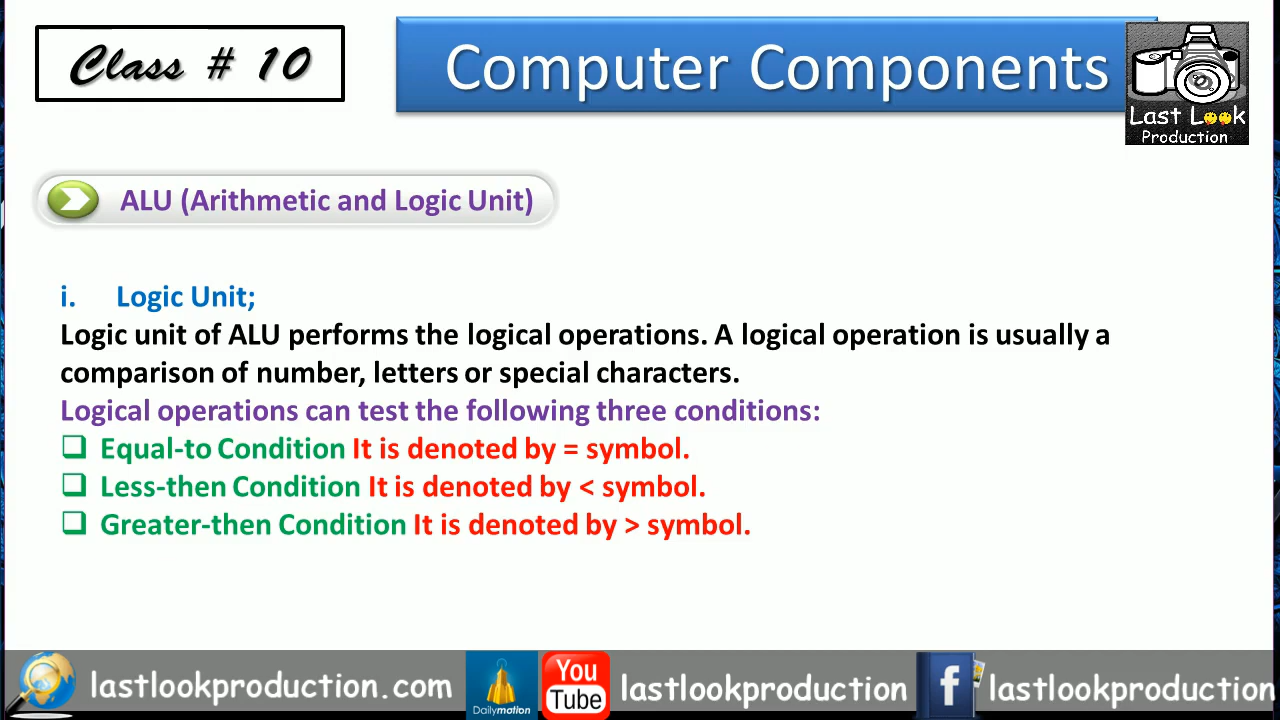 Class # 10
Computer Components
Last Look
Production
ALU (Arithmetic and Logic Unit)
i. Logic Unit;
Logic unit of ALU performs the logical operations. A logical operation is usually a
comparison of number, letters or special characters.
Logical operations can test the following three conditions:
Equal-to Condition It is denoted by = symbol.
Less-then Condition It is denoted by < symbol.
Greater-then Condition It is denoted by > symbol.
lastlookproduction.com
Dailymotion
You
Tube
lastlookproduction
f
lastlookproduction